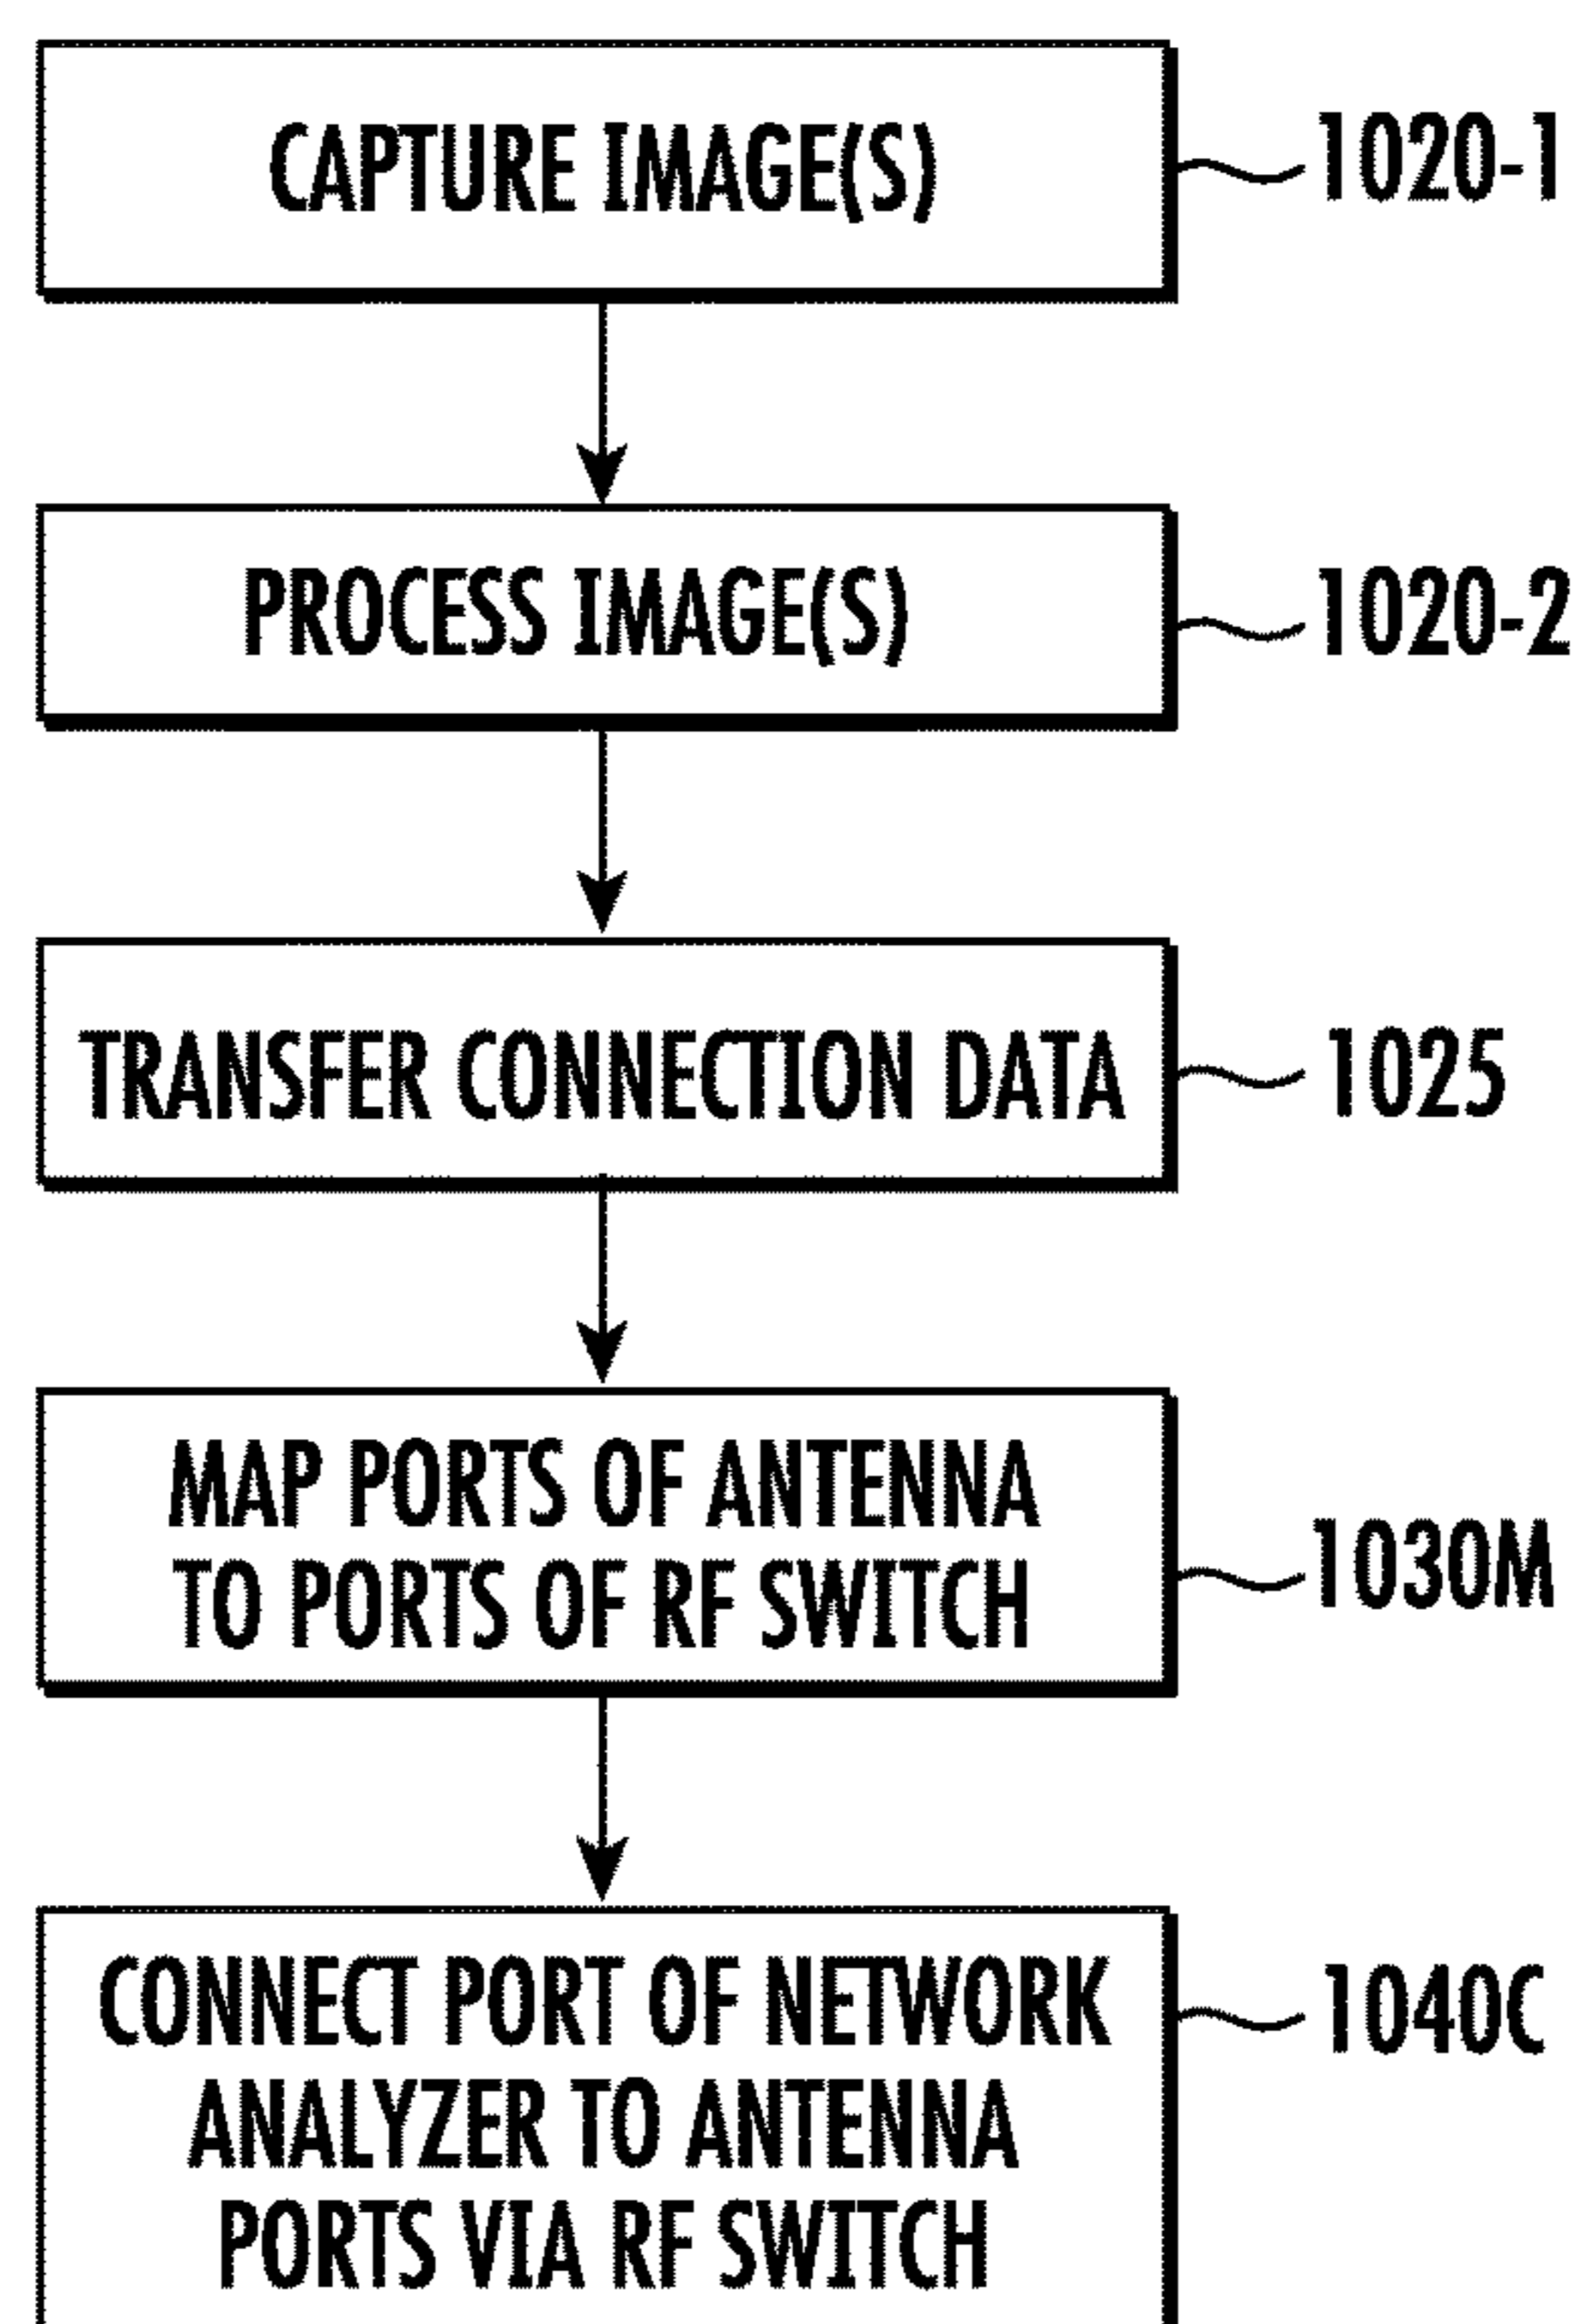 CAPTURE IMAGE(S)
1020-1
PROCESS IMAGE(S)
1020-2
TRANSFER CONNECTION DATA
1025
MAP PORTS OF ANTENNA
TO PORTS OF RF SWITCH
1030M
CONNECT PORT OF NETWORK
ANALYZER TO ANTENNA
PORTS VIA RF SWITCH
1040C